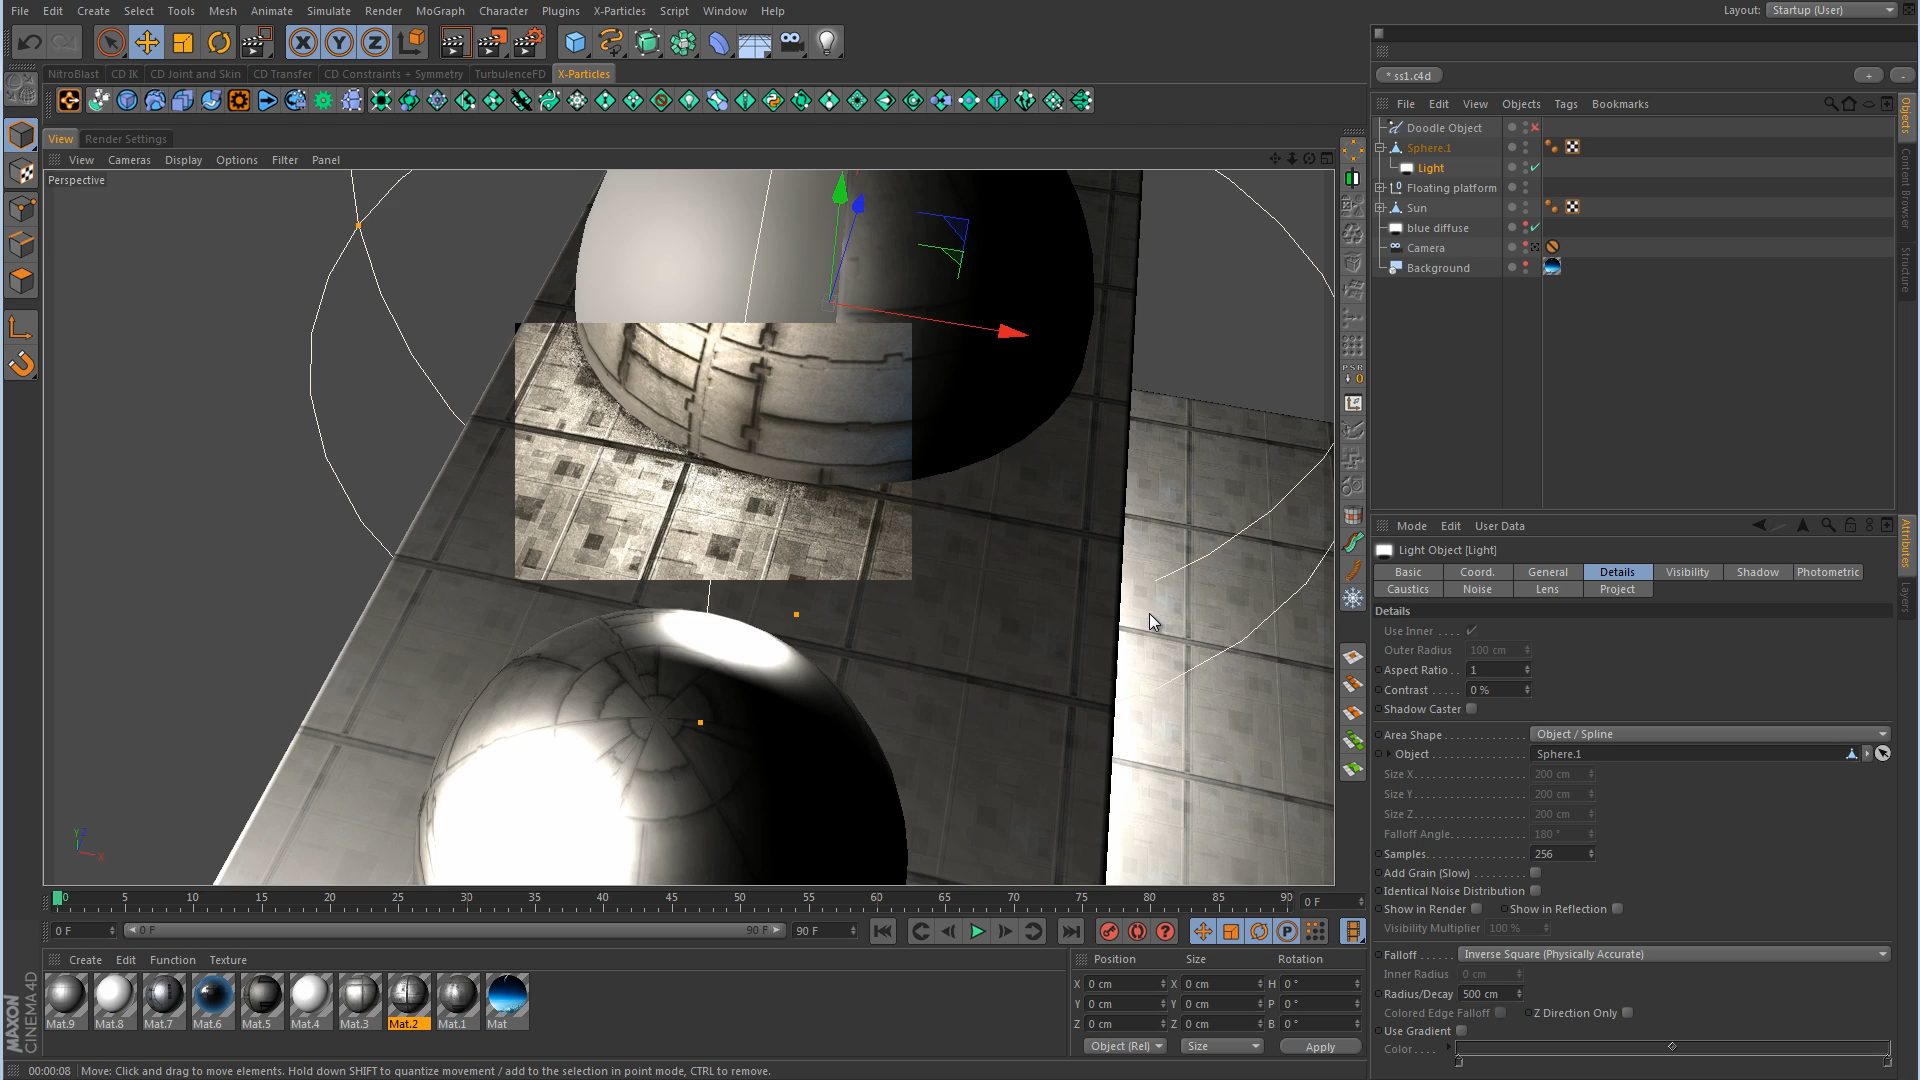 File Edit Create Select Tools Mesh Animate Simulate Render MoGraph Character Plugins X-Particles Script Window Help
Layout: Startup (User)
NitroBlast CD IK CD Joint and Skin CD Transfer CD Constraints + Symmetry TurbulenceFD X-Particles
* ss1.c4d
File Edit View Objects Tags Bookmarks
View Render Settings
View Cameras Display Options Filter Panel
Perspective
Doodle Object
Sphere.1
Light
Floating platform
Sun
blue diffuse
Camera
Background
Objects
Content Browser
Structure
PSR
0
Mode Edit User Data
Light Object [Light]
Basic Coord. General Details Visibility Shadow Photometric
Caustics Noise Lens Project
Details
Use Inner . . . .
Outer Radius 100 cm
Aspect Ratio . . 1
Contrast . . . . . 0 %
Shadow Caster
Area Shape Object / Spline
Object Sphere.1
Size X 200 cm
Size Y 200 cm
Size Z 200 cm
Falloff Angle 180 °
Samples 256
Add Grain (Slow)
Identical Noise Distribution
Show in Render Show in Reflection
Visibility Multiplier 100 %
Falloff Inverse Square (Physically Accurate)
Inner Radius 0 cm
Radius/Decay 500 cm
Colored Edge Falloff Z Direction Only
Use Gradient
Color . . . .
Attributes
Layers
Y Z X
0 5 10 15 20 25 30 35 40 45 50 55 60 65 70 75 80 85 90 0 F
0 F 0 F 90 F 90 F
Create Edit Function Texture
Mat.9 Mat.8 Mat.7 Mat.6 Mat.5 Mat.4 Mat.3 Mat.2 Mat.1 Mat
Position Size Rotation
X 0 cm X 0 cm H 0 °
Y 0 cm Y 0 cm P 0 °
Z 0 cm Z 0 cm B 0 °
Object (Rel) Size Apply
MAXON
CINEMA 4D
00:00:08 Move: Click and drag to move elements. Hold down SHIFT to quantize movement / add to the selection in point mode, CTRL to remove.